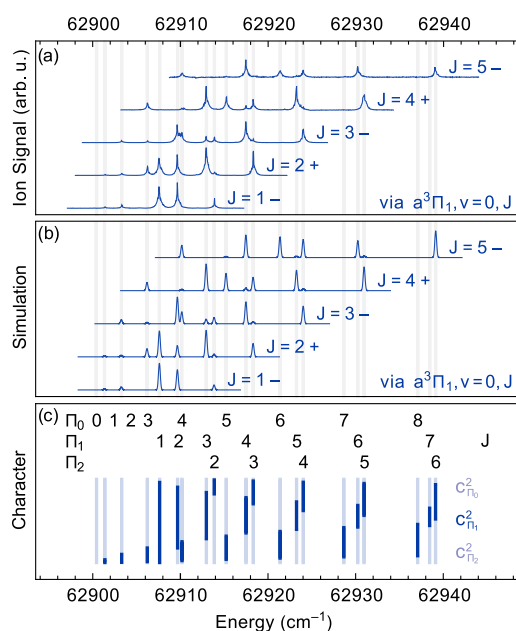 62900 62910 62920 62930 62940
(a)
J = 5 −
J = 4 +
J = 3 −
J = 2 +
J = 1 −
via a³Π₁, v = 0, J
Ion Signal (arb. u.)
(b)
J = 5 −
J = 4 +
J = 3 −
J = 2 +
J = 1 −
via a³Π₁, v = 0, J
Simulation
(c)
Π₀ 0 1 2 3 4 5 6 7 8
Π₁ 1 2 3 4 5 6 7 J
Π₂ 2 3 4 5 6
c²Π₀
c²Π₁
c²Π₂
Character
62900 62910 62920 62930 62940
Energy (cm⁻¹)